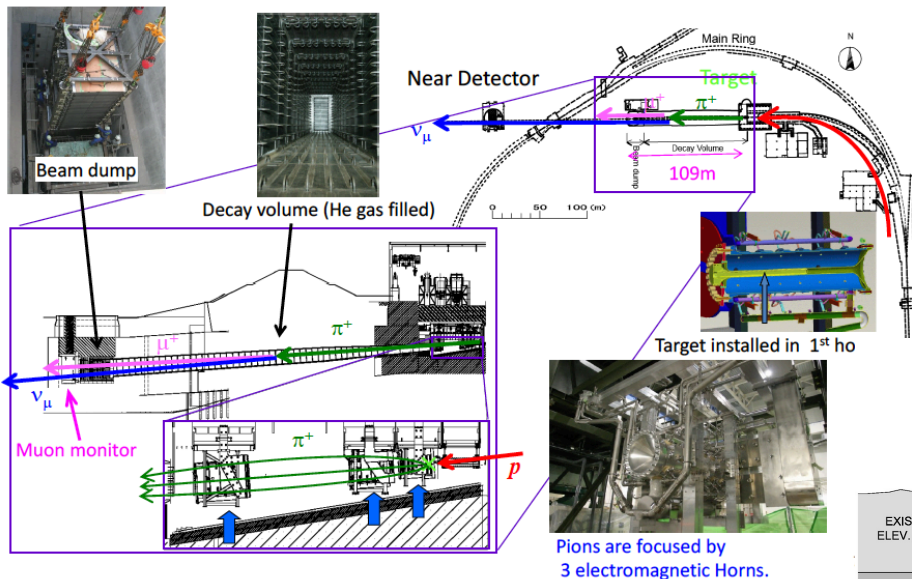 Main Ring
N
Near Detector
Target
μ+
π+
νμ
Beam dump
Decay Volume
109m
0 50 100 (m)
Beam dump
Decay volume (He gas filled)
Target installed in 1st ho
π+
μ+
νμ
Muon monitor
π+
p
Pions are focused by
3 electromagnetic Horns.
EXIS
ELEV.